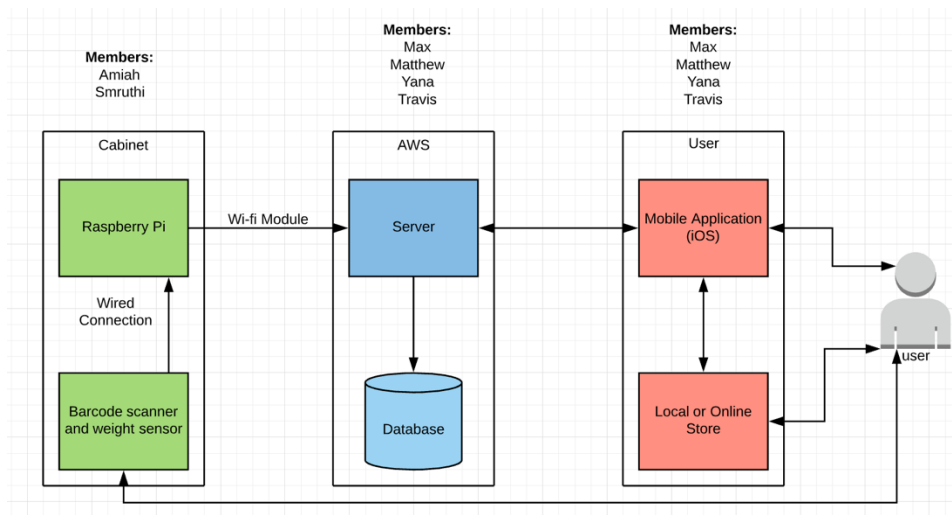 Members:
Amiah
Smruthi
Members:
Max
Matthew
Yana
Travis
Members:
Max
Matthew
Yana
Travis
Cabinet
Raspberry Pi
Wired
Connection
Barcode scanner
and weight sensor
Wi-fi Module
AWS
Server
Database
User
Mobile Application
(iOS)
Local or Online
Store
user